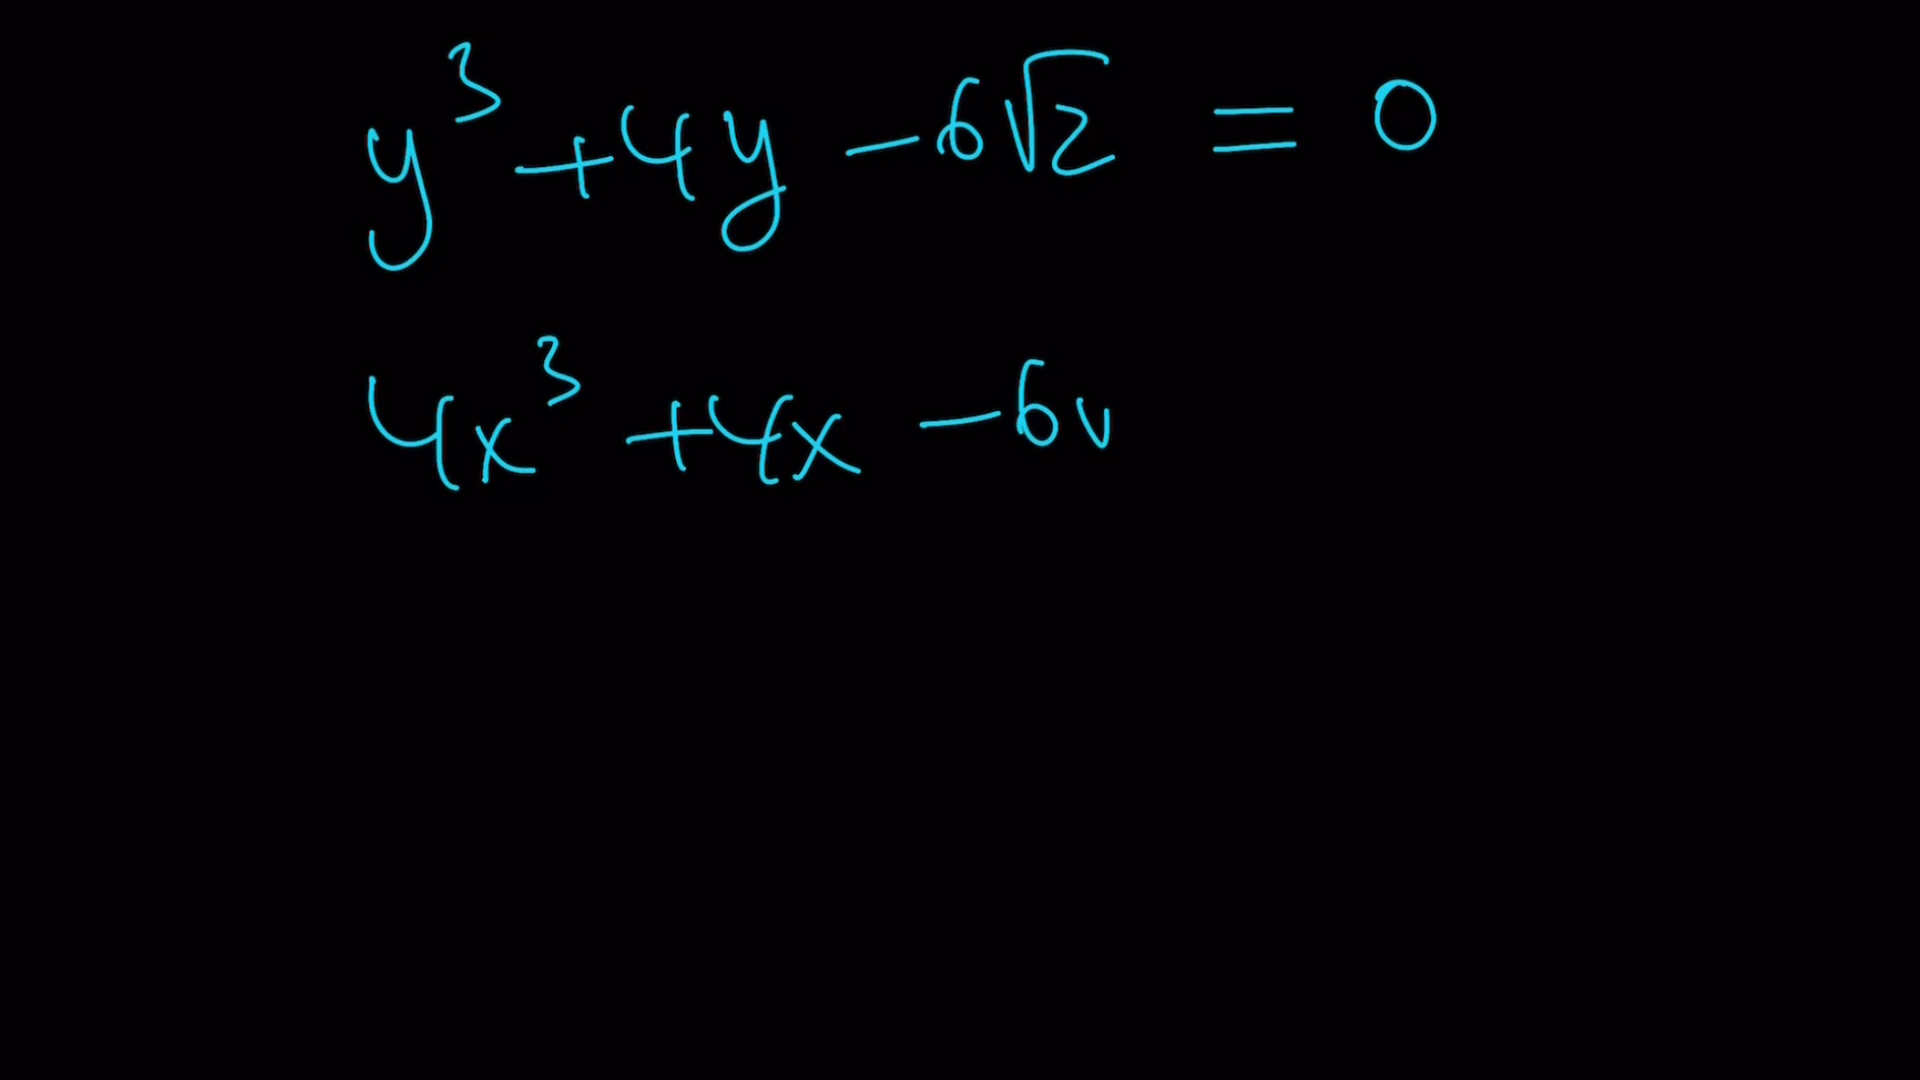 y³ + 4y - 6√2 = 0
4x³ + 4x - 6